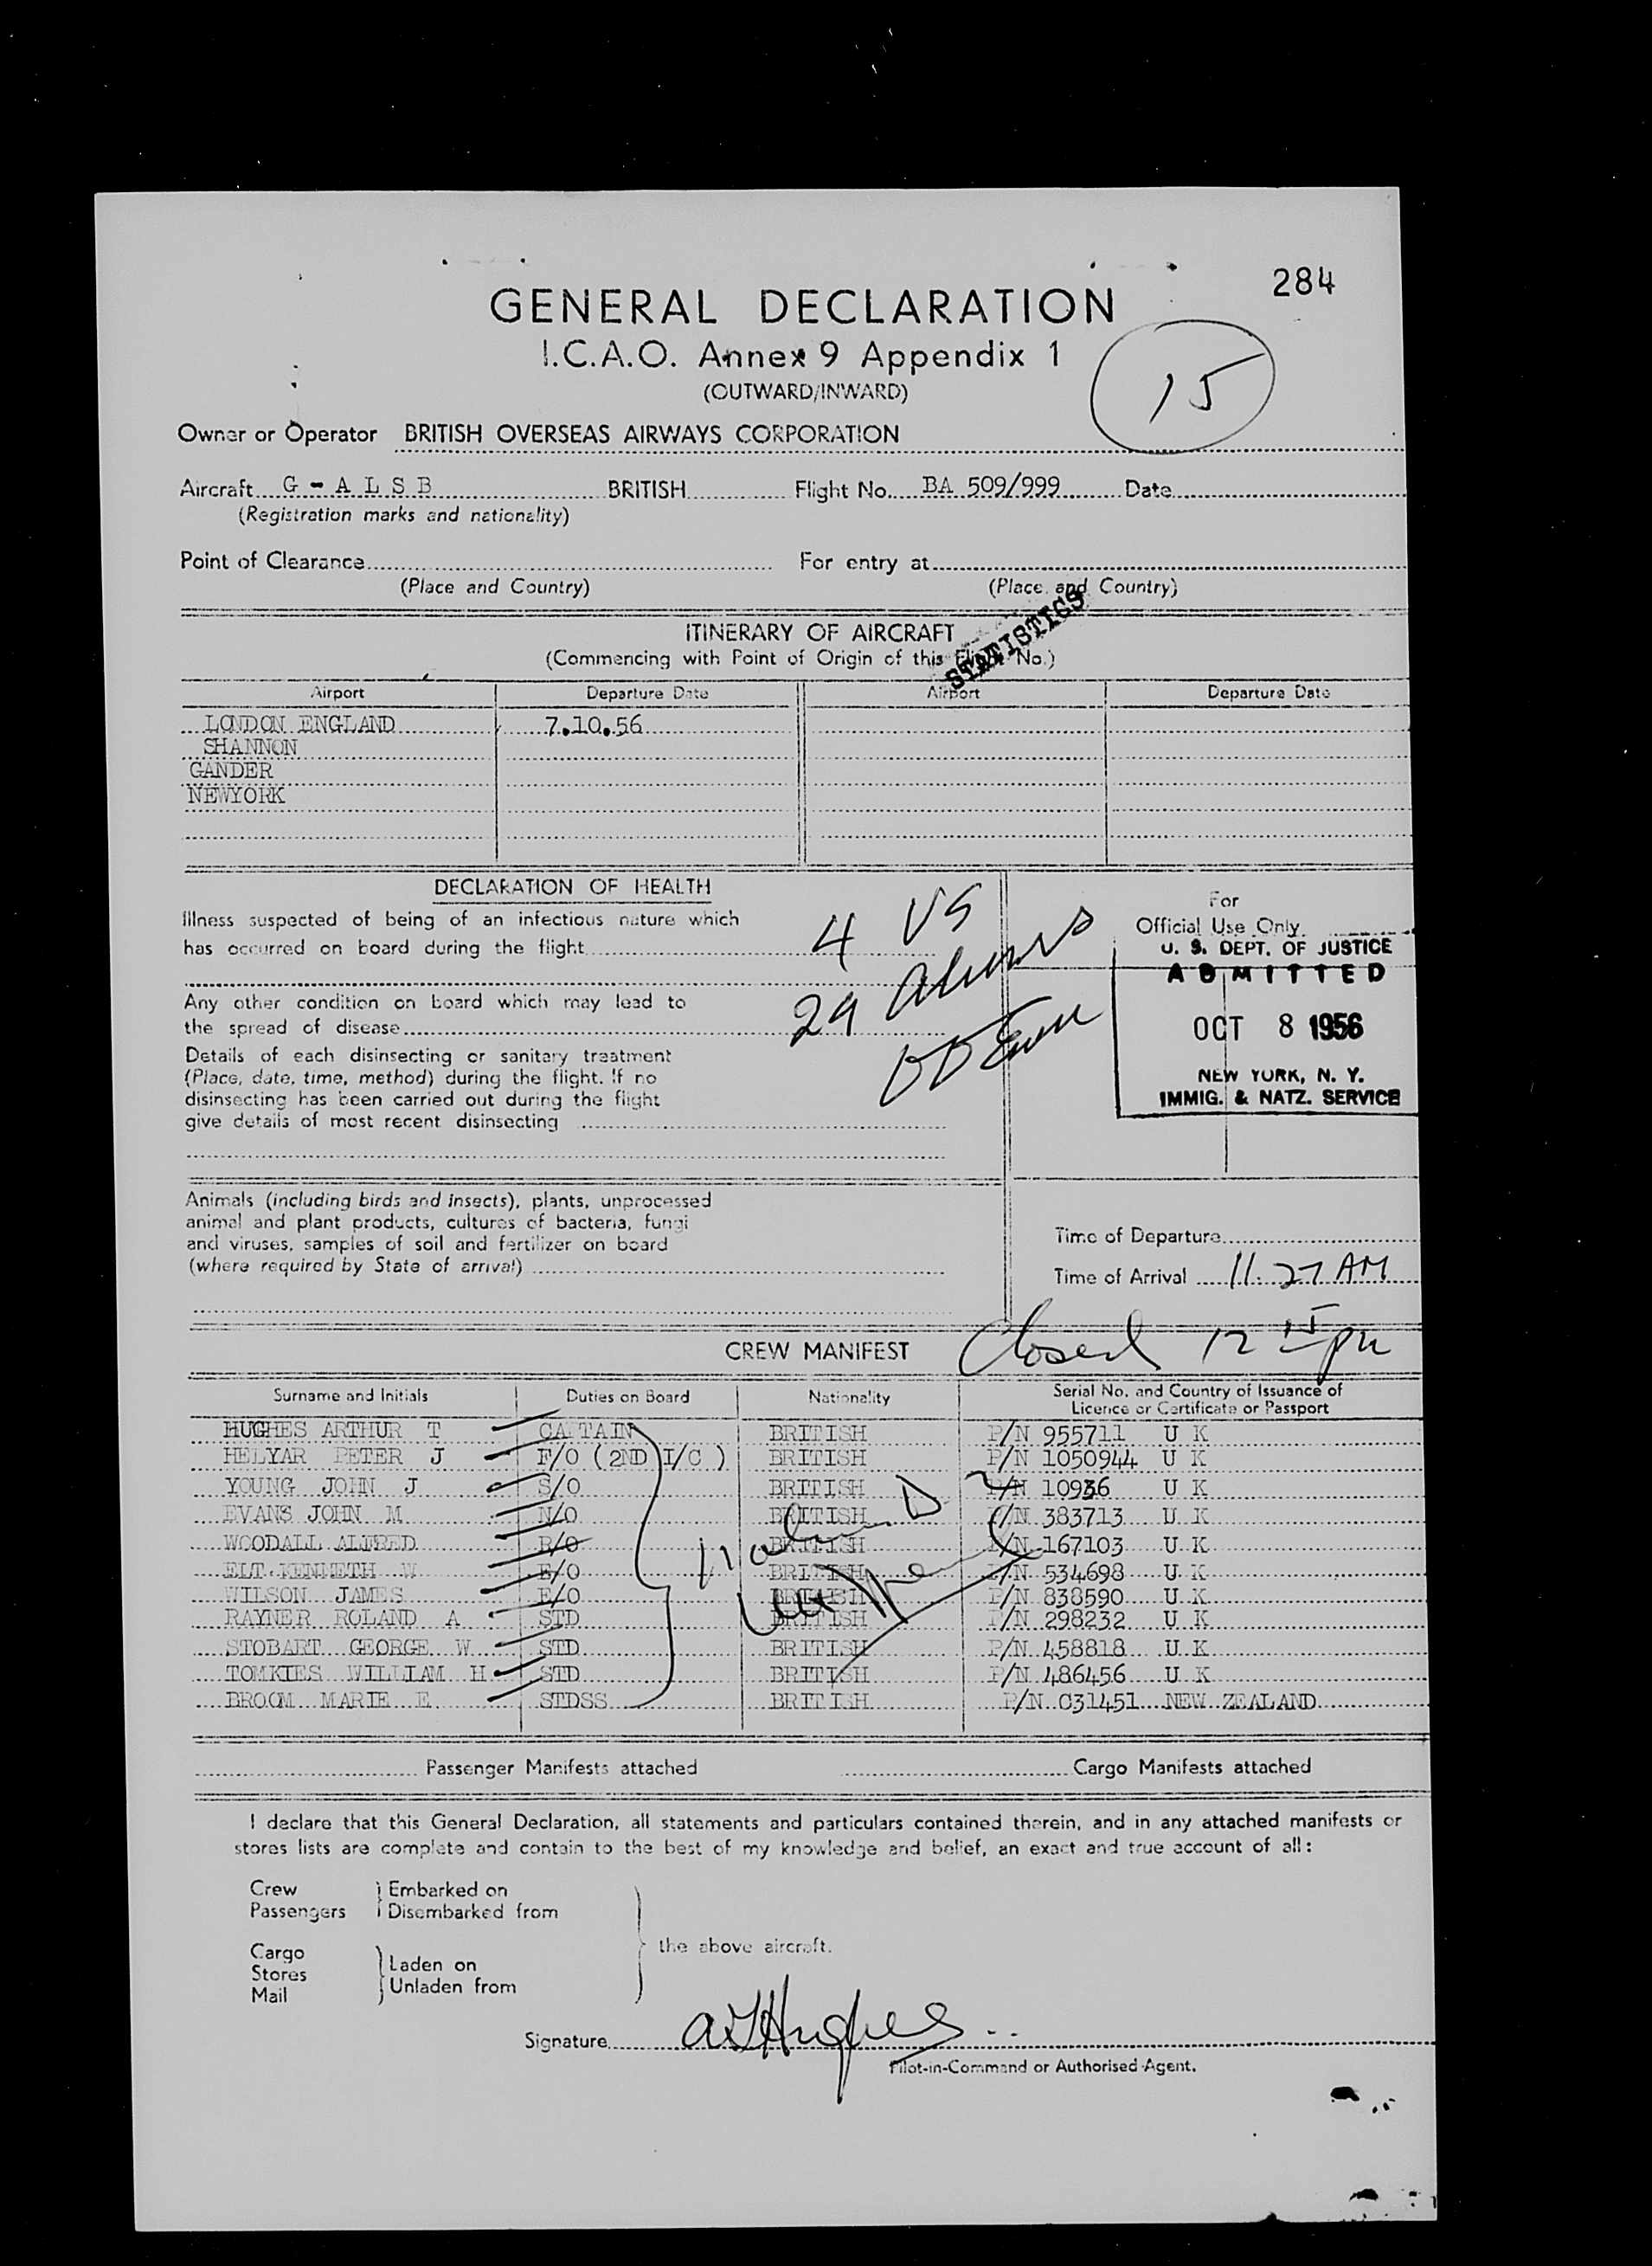 284
GENERAL DECLARATION
I.C.A.O. Annex 9 Appendix 1
15
(OUTWARD/INWARD)
Owner or Operator BRITISH OVERSEAS AIRWAYS CORPORATION
Aircraft G - A L S B BRITISH Flight No. BA 509/999 Date
(Registration marks and nationality)
Point of Clearance For entry at
(Place and Country) (Place and Country)
STATISTICS
ITINERARY OF AIRCRAFT
(Commencing with Point of Origin of this Flight No.)
Airport Departure Date Airport Departure Date
LONDON ENGLAND 7.10.56
SHANNON
GANDER
NEWYORK
DECLARATION OF HEALTH
Illness suspected of being of an infectious nature which
has occurred on board during the flight
4 US
Any other condition on board which may lead to
the spread of disease
29 Aliens
Details of each disinsecting or sanitary treatment
(Place, date, time, method) during the flight. If no
disinsecting has been carried out during the flight
give details of most recent disinsecting
For
Official Use Only
U. S. DEPT. OF JUSTICE
ADMITTED
OCT 8 1956
NEW YORK, N. Y.
IMMIG. & NATZ. SERVICE
Animals (including birds and insects), plants, unprocessed
animal and plant products, cultures of bacteria, fungi
and viruses, samples of soil and fertilizer on board
(where required by State of arrival)
Time of Departure
Time of Arrival 11.27 AM
CREW MANIFEST Closed 12 15 pm
Surname and Initials Duties on Board Nationality Serial No. and Country of Issuance of
Licence or Certificate or Passport
HUGHES ARTHUR T CA TAIN BRITISH P/N 955711 U K
HELYAR PETER J F/O (2ND I/C ) BRITISH P/N 1050944 U K
YOUNG JOHN J S/O BRITISH P/N 10936 U K
EVANS JOHN M N/O BRITISH P/N 383713 U K
WOODALL ALFRED R/O BRITISH P/N 167103 U K
ELT KENNETH W E/O BRITISH P/N 534698 U K
WILSON JAMES E/O BRITISH P/N 838590 U K
RAYNER ROLAND A STD BRITISH P/N 298232 U K
STOBART GEORGE W STD BRITISH P/N 458818 U K
TOMKIES WILLIAM H STD BRITISH P/N 486456 U K
BROOM MARIE E STDSS BRITISH P/N C31451 NEW ZEALAND
Passenger Manifests attached Cargo Manifests attached
I declare that this General Declaration, all statements and particulars contained therein, and in any attached manifests or
stores lists are complete and contain to the best of my knowledge and belief, an exact and true account of all:
Crew Embarked on
Passengers Disembarked from
the above aircraft.
Cargo
Stores Laden on
Mail Unladen from
Signature A T Hughes
Pilot-in-Command or Authorised Agent.